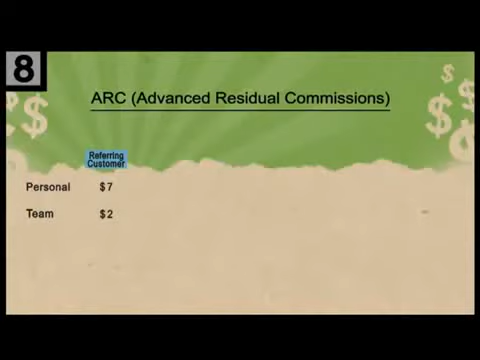 8
ARC (Advanced Residual Commissions)
Referring
Customer
Personal $7
Team $2